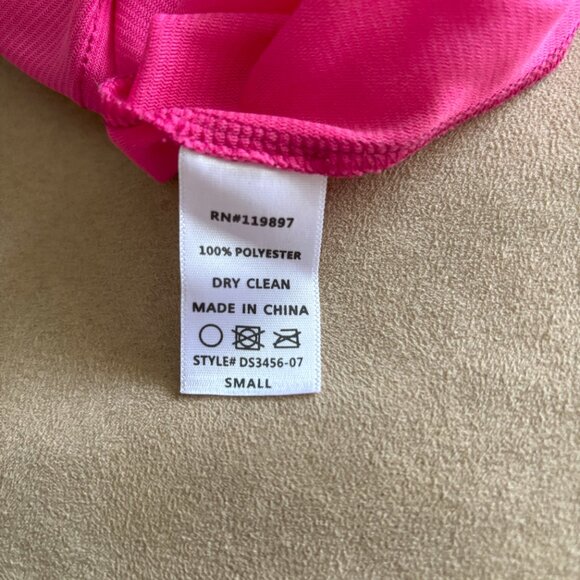 RN#119897
100% POLYESTER
DRY CLEAN
MADE IN CHINA
STYLE# DS3456-07
SMALL